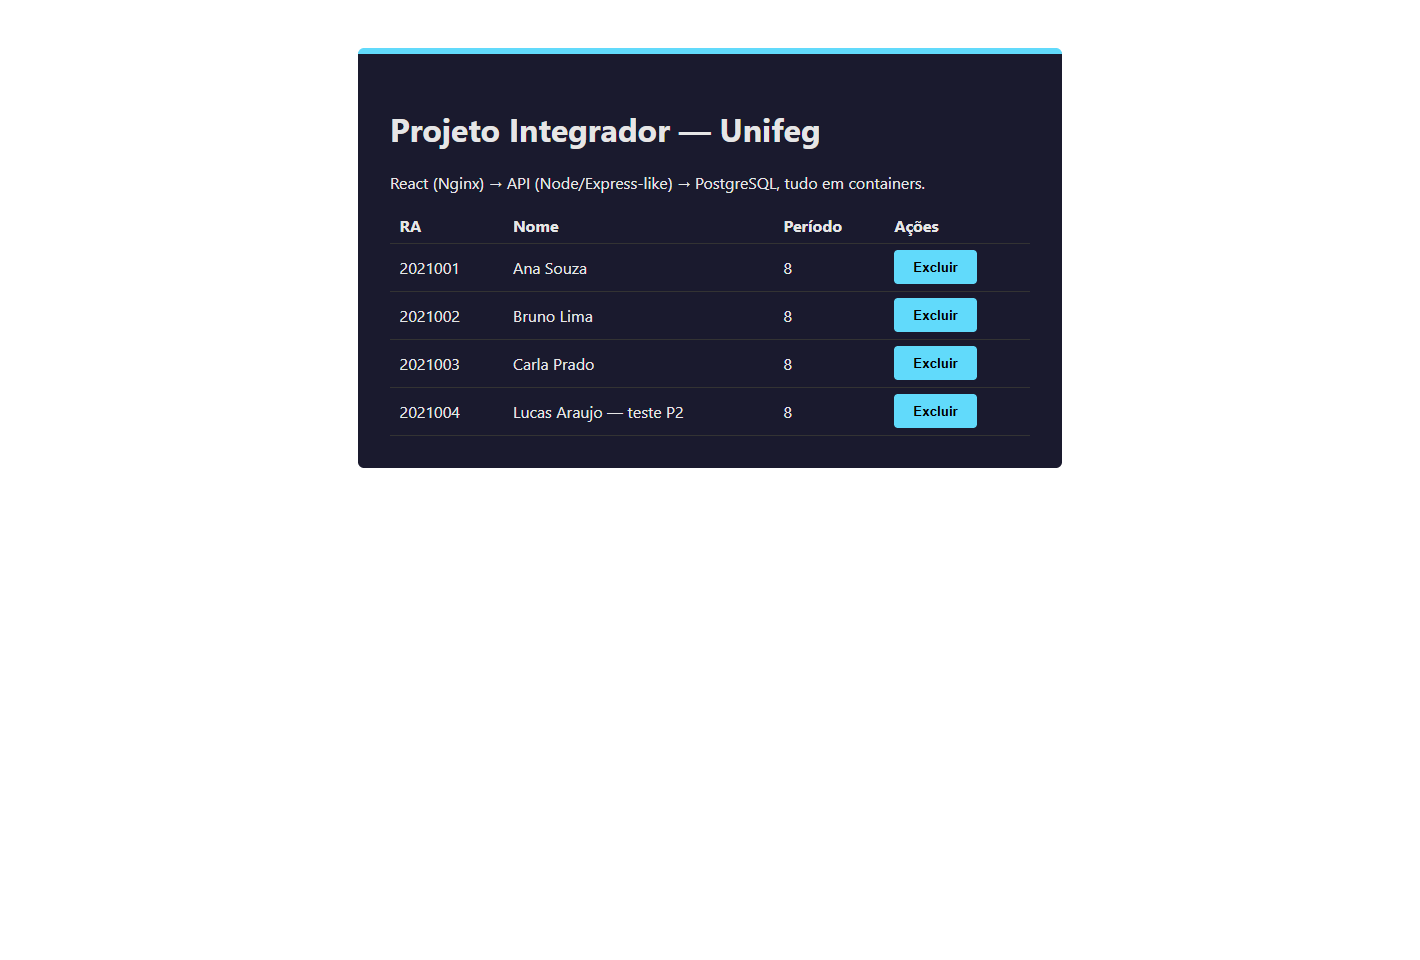 Projeto Integrador — Unifeg
React (Nginx) → API (Node/Express-like) → PostgreSQL, tudo em containers.
RA Nome Período Ações
2021001 Ana Souza 8 Excluir
2021002 Bruno Lima 8 Excluir
2021003 Carla Prado 8 Excluir
2021004 Lucas Araujo — teste P2 8 Excluir